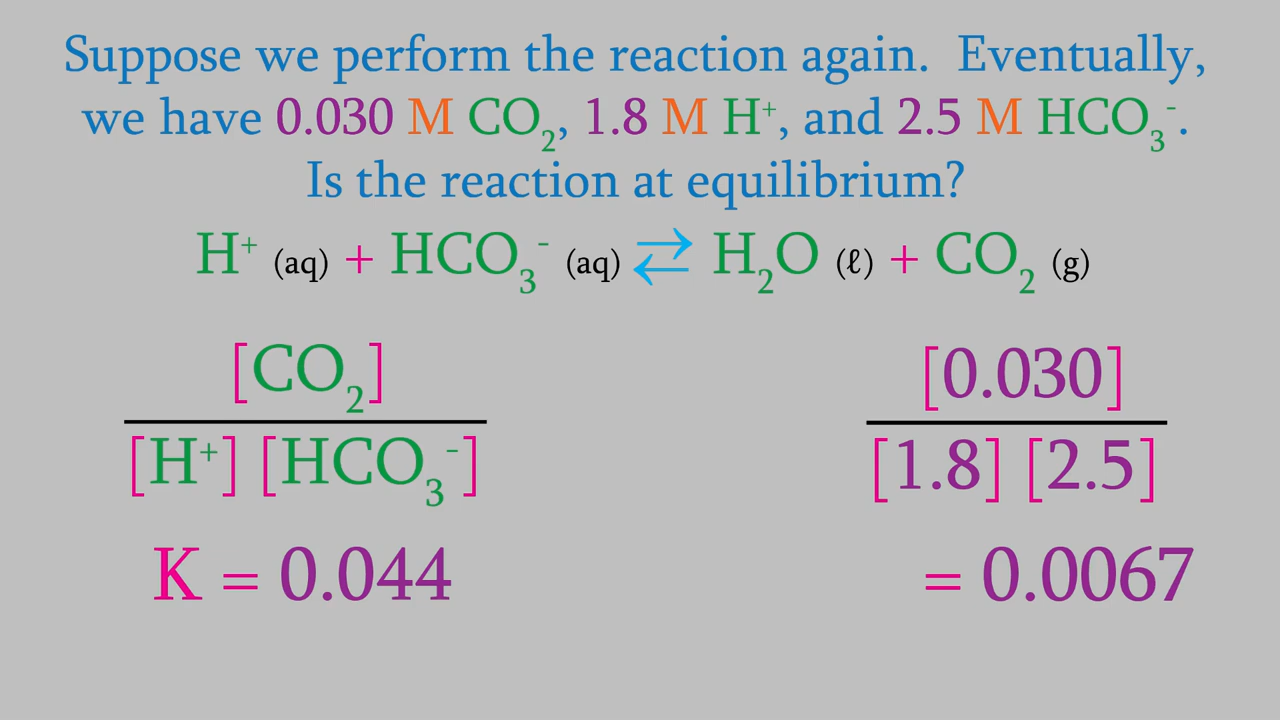 Suppose we perform the reaction again. Eventually,
we have 0.030 M CO₂, 1.8 M H⁺, and 2.5 M HCO₃⁻.
Is the reaction at equilibrium?
H⁺ (aq) + HCO₃⁻ (aq) ⇄ H₂O (ℓ) + CO₂ (g)
[CO₂]
[H⁺] [HCO₃⁻]
K = 0.044
[0.030]
[1.8] [2.5]
= 0.0067